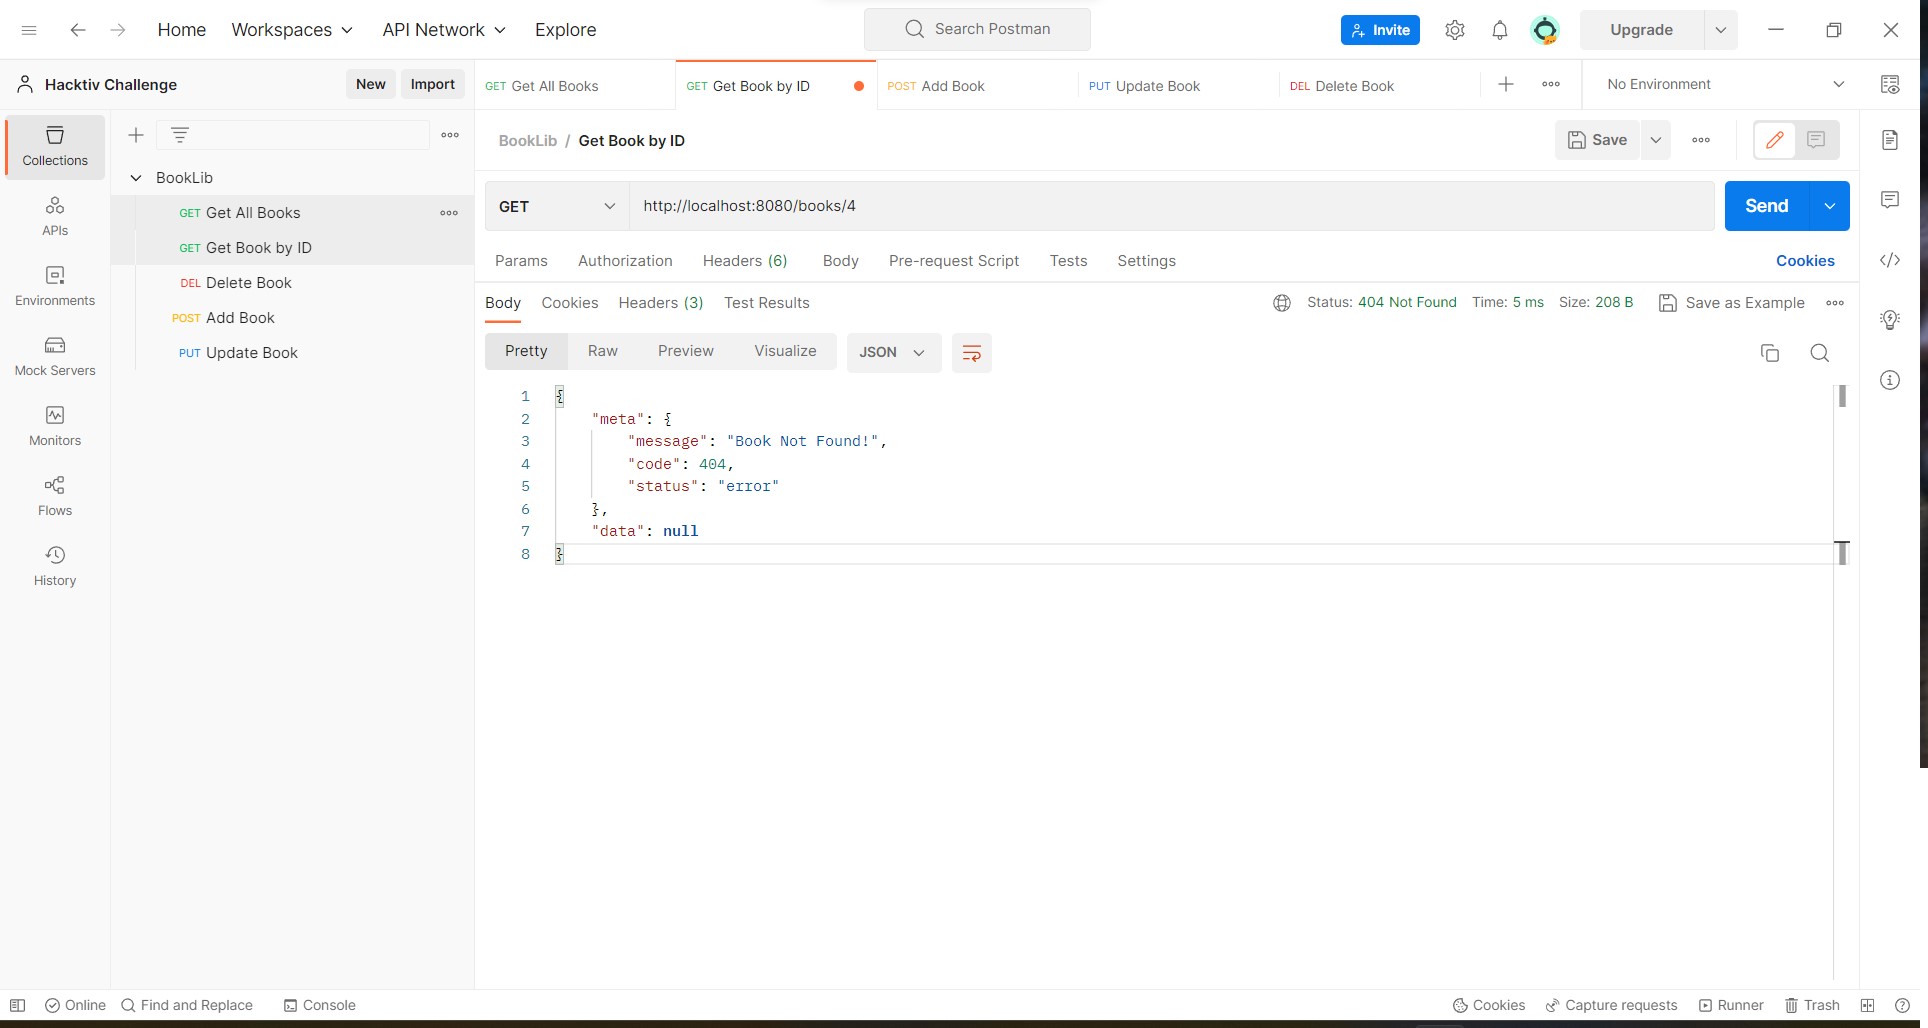 Home Workspaces API Network Explore Search Postman Invite Upgrade
Hacktiv Challenge New Import GET Get All Books GET Get Book by ID POST Add Book PUT Update Book DEL Delete Book No Environment
Collections
APIs
Environments
Mock Servers
Monitors
Flows
History
BookLib
GET Get All Books
GET Get Book by ID
DEL Delete Book
POST Add Book
PUT Update Book
BookLib / Get Book by ID Save
GET http://localhost:8080/books/4 Send
Params Authorization Headers (6) Body Pre-request Script Tests Settings Cookies
Body Cookies Headers (3) Test Results Status: 404 Not Found Time: 5 ms Size: 208 B Save as Example
Pretty Raw Preview Visualize JSON
1 {
2 "meta": {
3 "message": "Book Not Found!",
4 "code": 404,
5 "status": "error"
6 },
7 "data": null
8 }
Online Find and Replace Console Cookies Capture requests Runner Trash